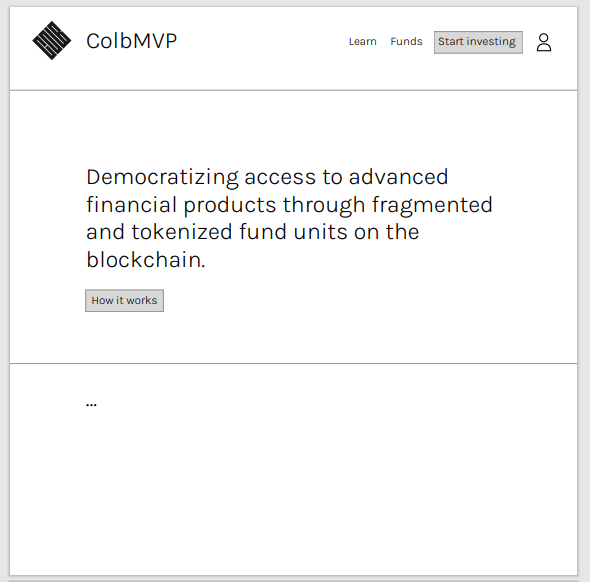 ColbMVP
Learn Funds Start investing
Democratizing access to advanced
financial products through fragmented
and tokenized fund units on the
blockchain.
How it works
...